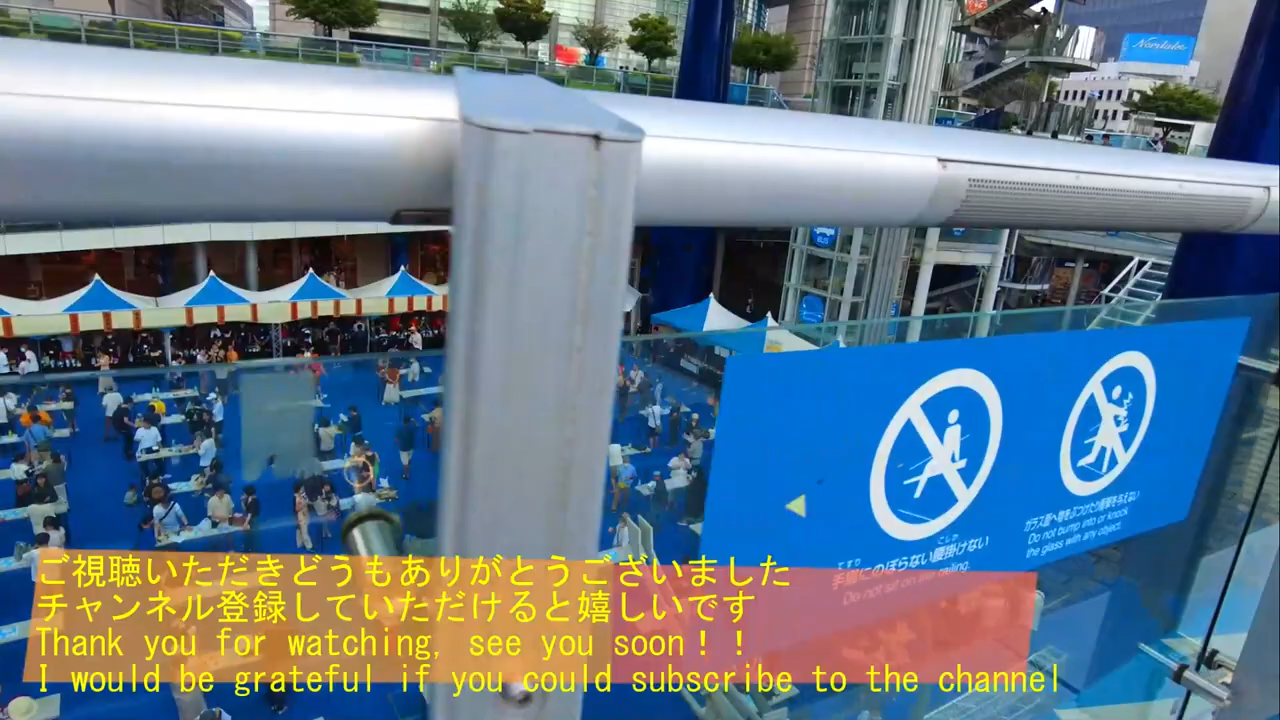 Noritake
手摺にのぼらない腰掛けない
Do not sit on the railing.
ガラス面へ物をぶつけたり衝撃を与えない
Do not bump into or knock
the glass with any object.
ご視聴いただきどうもありがとうございました
チャンネル登録していただけると嬉しいです
Thank you for watching, see you soon！！
I would be grateful if you could subscribe to the channel